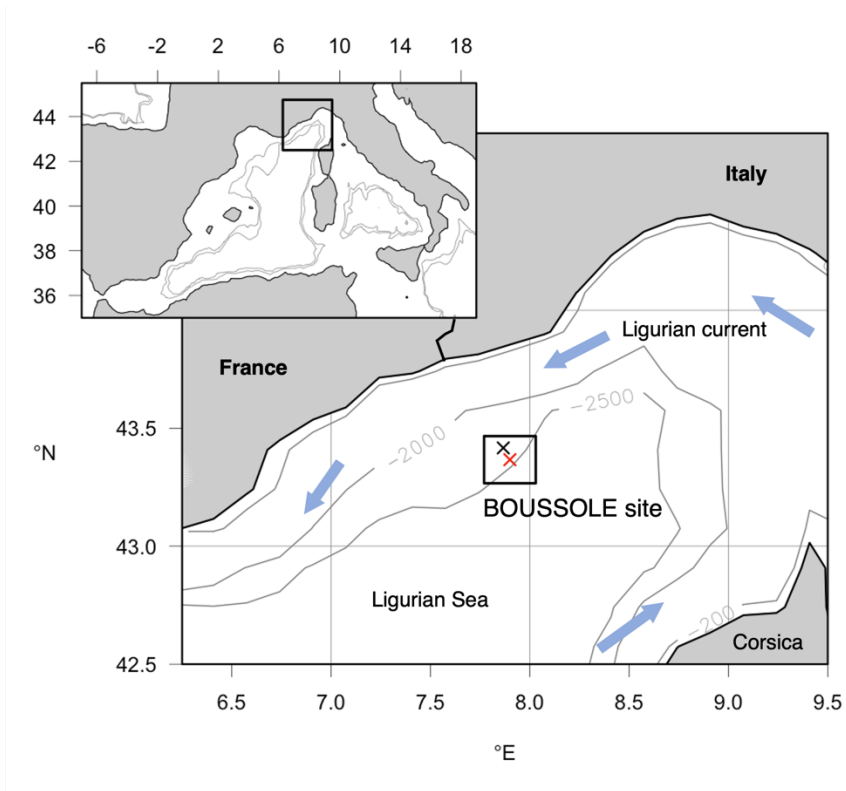 -6 -2 2 6 10 14 18
44
42
40
38
36
Italy
Ligurian current
France
-2500
43.5
-2000
°N
BOUSSOLE site
43.0
Ligurian Sea
-200
Corsica
42.5
6.5 7.0 7.5 8.0 8.5 9.0 9.5
°E